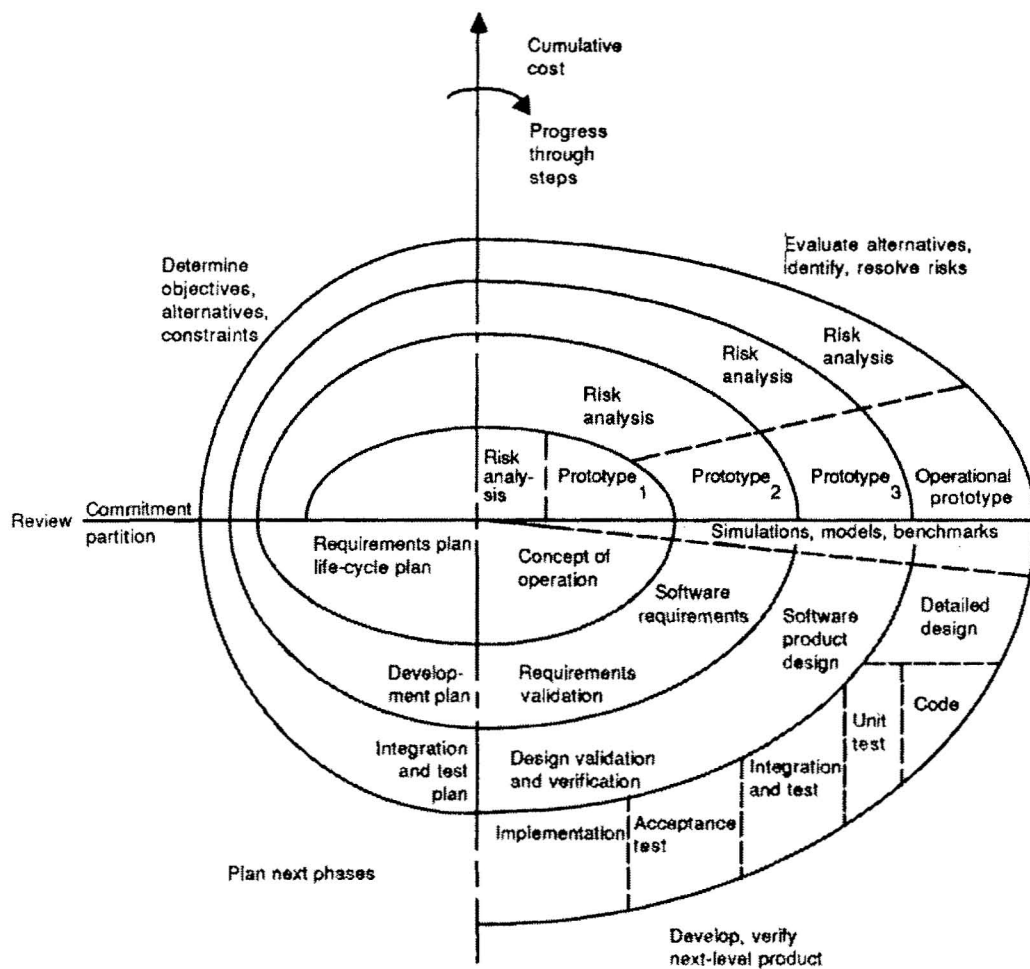 Cumulative
cost
Progress
through
steps
Evaluate alternatives,
identify, resolve risks
Determine
objectives,
alternatives,
constraints
Risk
analysis
Risk
analysis
Risk
analysis
Risk
analy-
sis
Prototype 1
Prototype 2
Prototype 3
Operational
prototype
Review
Commitment
partition
Simulations, models, benchmarks
Requirements plan
life-cycle plan
Concept of
operation
Software
requirements
Software
product
design
Detailed
design
Develop-
ment plan
Requirements
validation
Code
Unit
test
Integration
and test
plan
Design validation
and verification
Integration
and test
Acceptance
test
Implementation
Plan next phases
Develop, verify
next-level product